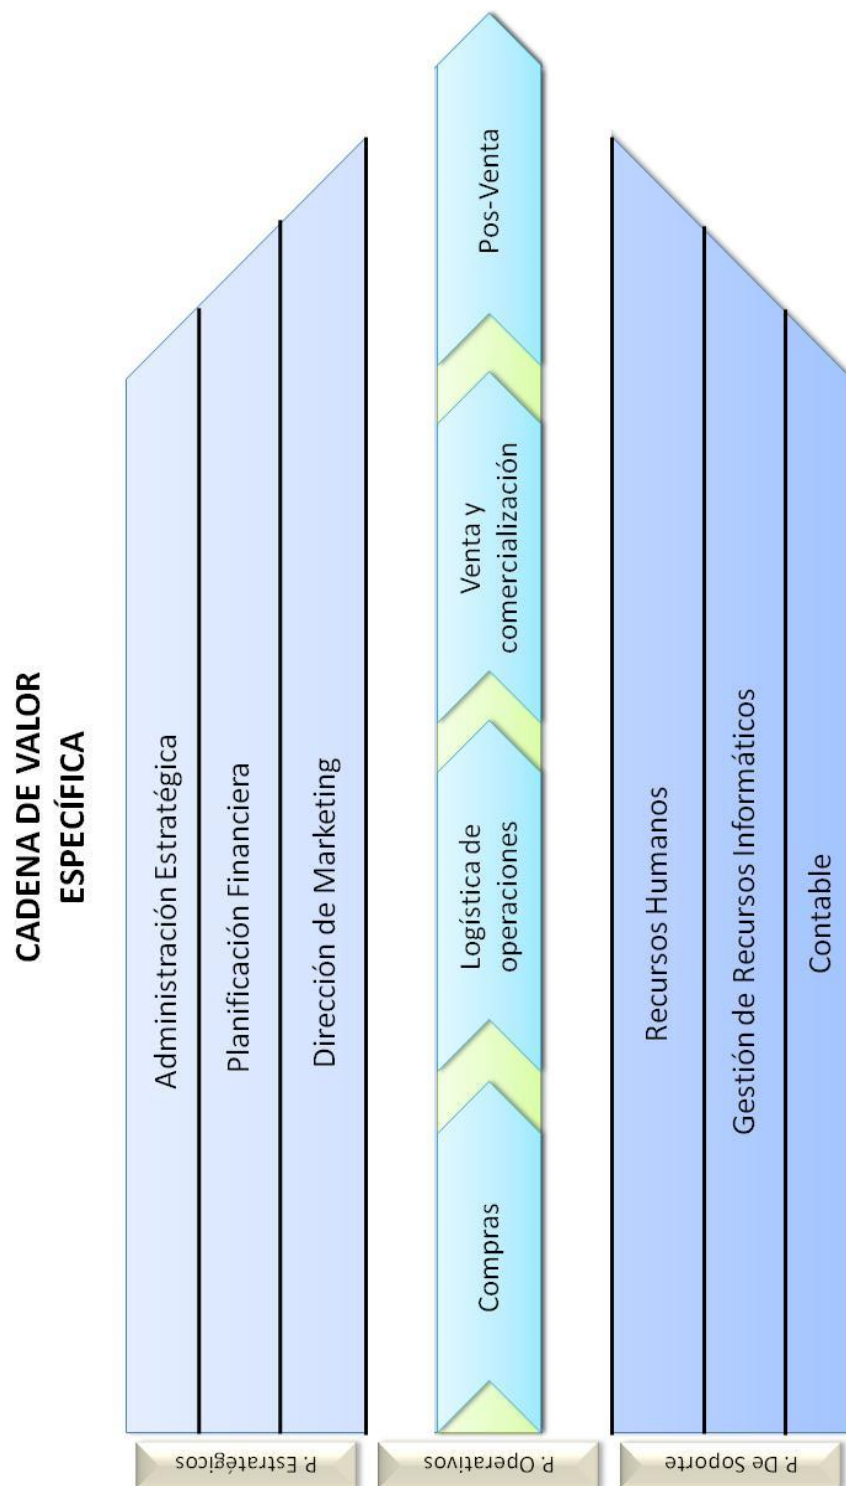 CADENA DE VALOR
ESPECÍFICA
P. Estratégicos
Administración Estratégica
Planificación Financiera
Dirección de Marketing
P. Operativos
Compras
Logística de
operaciones
Venta y
comercialización
Pos-Venta
P. De Soporte
Recursos Humanos
Gestión de Recursos Informáticos
Contable